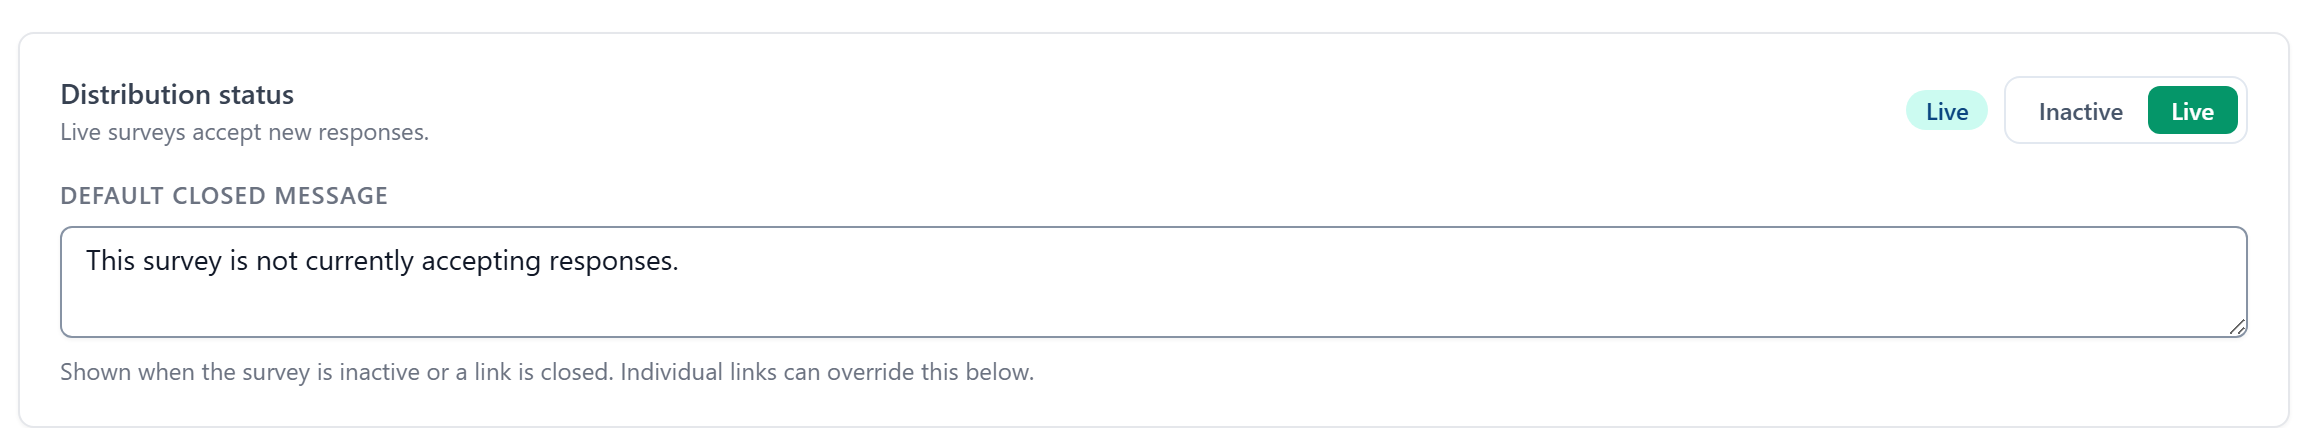 Distribution status
Live surveys accept new responses.
Live
Inactive
Live
DEFAULT CLOSED MESSAGE
This survey is not currently accepting responses.
Shown when the survey is inactive or a link is closed. Individual links can override this below.